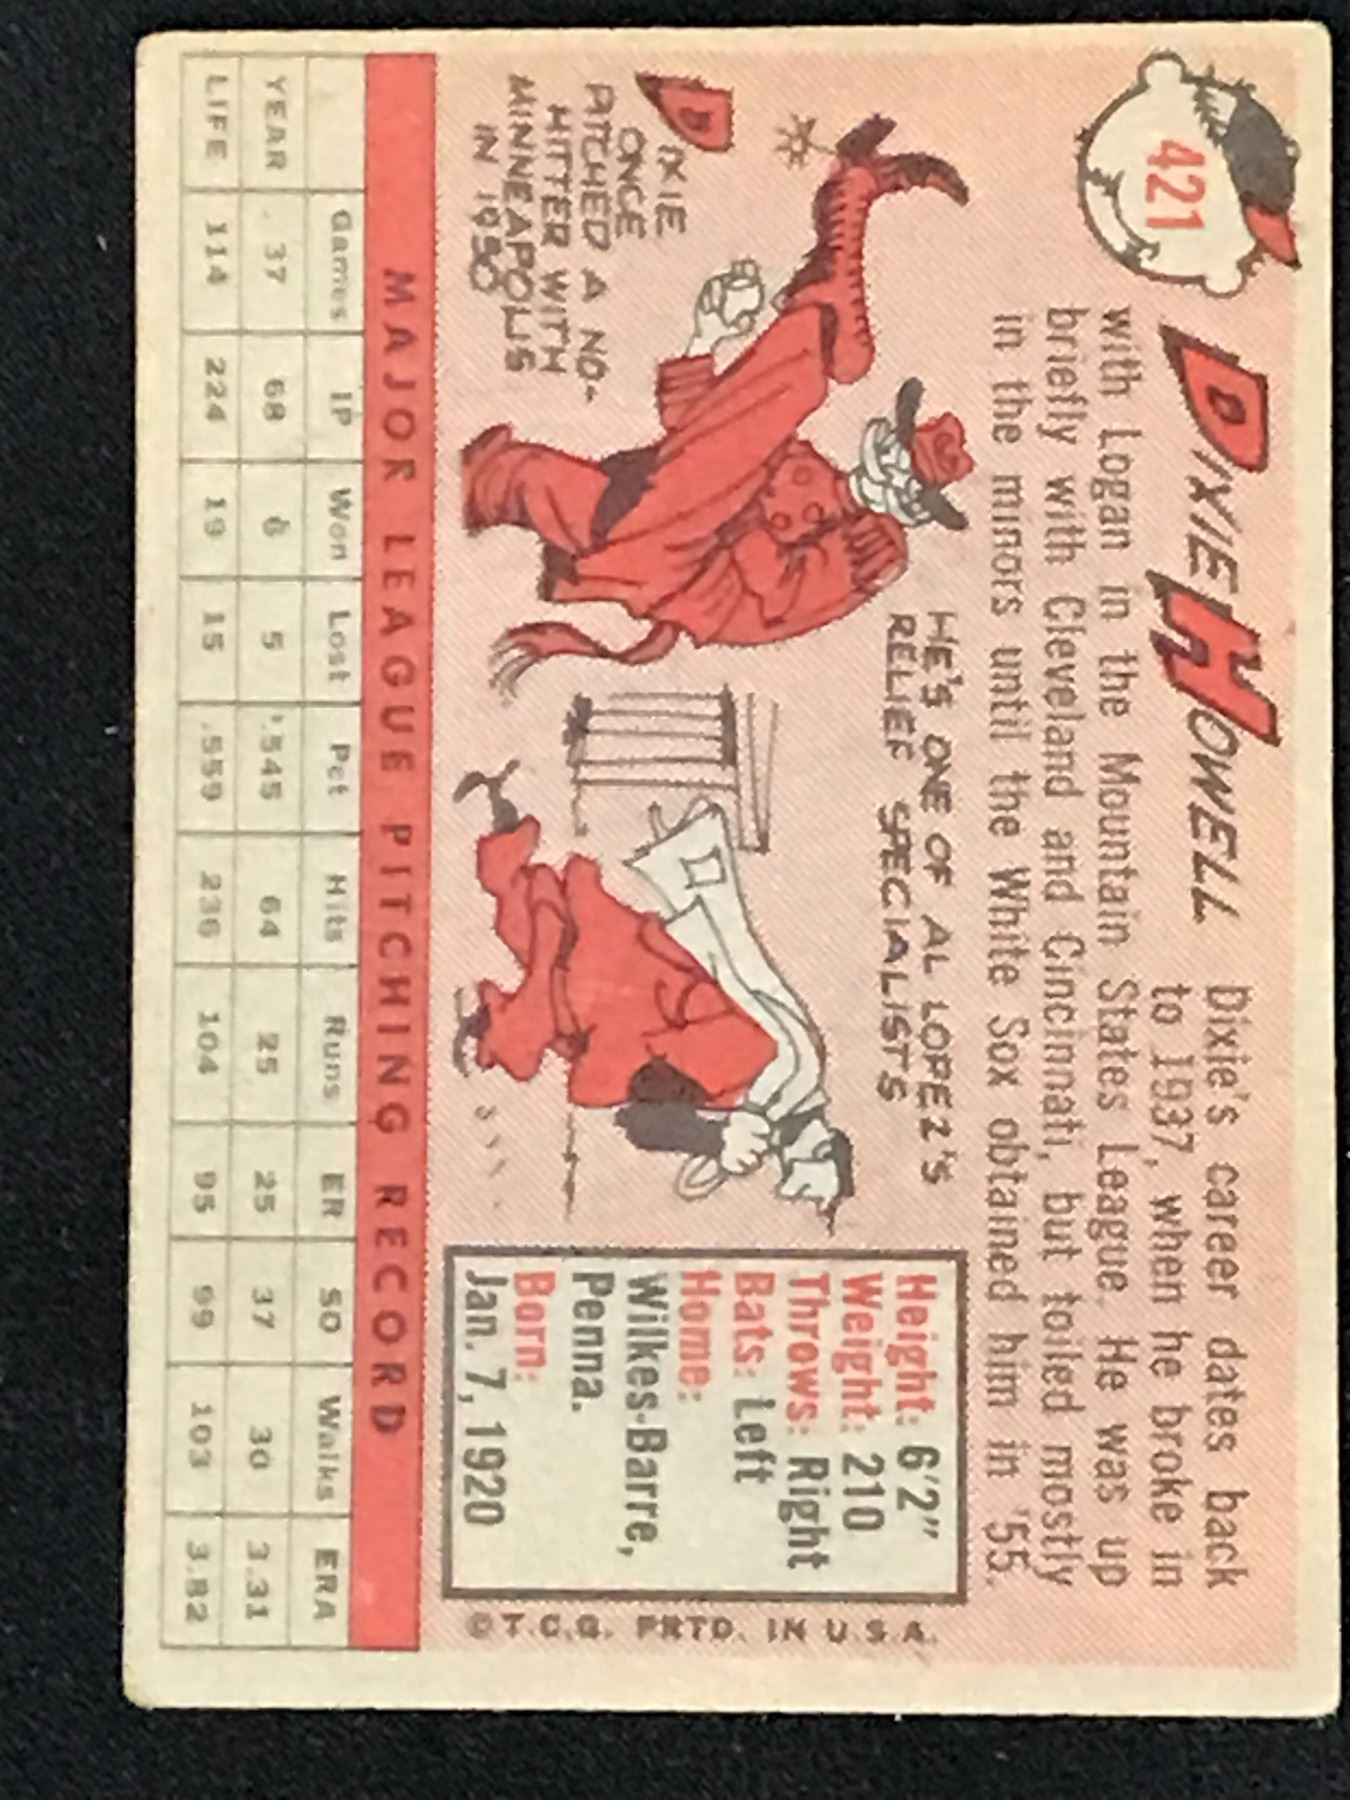 421
DIXIE HOWELL
Dixie's career dates back
to 1937, when he broke in
with Logan in the Mountain States League. He was up
briefly with Cleveland and Cincinnati, but toiled mostly
in the minors until the White Sox obtained him in '55.
DIXIE
ONCE
PITCHED A NO-
HITTER WITH
MINNEAPOLIS
IN 1950
HE'S ONE OF AL LOPEZ'S
RELIEF SPECIALISTS
Height: 6'2"
Weight: 210
Throws: Right
Bats: Left
Home:
Wilkes-Barre,
Penna.
Born:
Jan. 7, 1920
©T.C.G. PRTD. IN U.S.A.
MAJOR LEAGUE PITCHING RECORD
Games IP Won Lost Pct Hits Runs ER SO Walks ERA
YEAR 37 68 6 5 .545 64 25 25 37 30 3.31
LIFE 114 224 19 15 .559 236 104 95 99 103 3.82